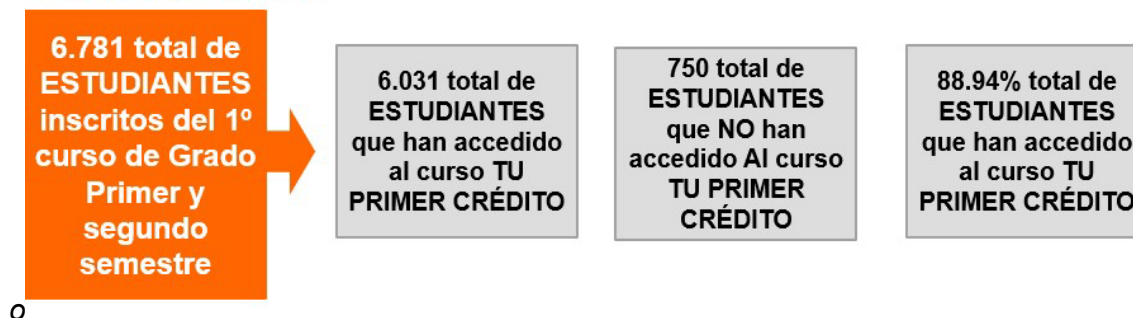 6.781 total de
ESTUDIANTES
inscritos del 1º
curso de Grado
Primer y
segundo
semestre
6.031 total de
ESTUDIANTES
que han accedido
al curso TU
PRIMER CRÉDITO
750 total de
ESTUDIANTES
que NO han
accedido Al curso
TU PRIMER
CRÉDITO
88.94% total de
ESTUDIANTES
que han accedido
al curso TU
PRIMER CRÉDITO
o